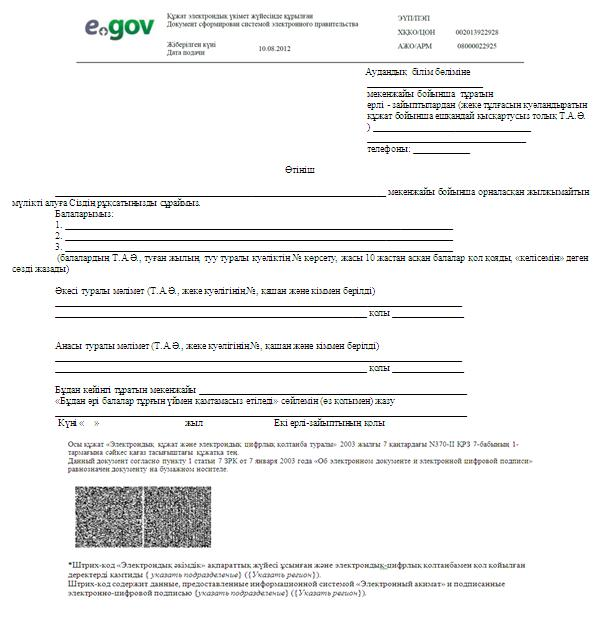 e.gov
Құжат электрондық үкімет жүйесінде құрылған
Документ сформирован системой электронного правительства
Жіберілген күні
Дата подачи
10.08.2012
ЭҮП/ПЭП
ХҚКО/ЦОН 002013922928
АЖО/АРМ 08000022925
Аудандық білім бөліміне
мекенжайы бойынша тұратын
ерлі - зайыптылардан (жеке тұлғасын куәландыратын
құжат бойынша ешқандай қысқартусыз толық Т.А.Ә.
)
телефоны:
Өтініш
мекенжайы бойынша орналасқан жылжымайтын
мүлікті алуға Сіздің рұқсатыңызды сұраймыз.
Балаларымыз:
1.
2.
3.
(балалардың Т.А.Ә., туған жылын, туу туралы куәліктің № көрсету, жасы 10 жастан асқан балалар қол қояды, «келісемін» деген
сөзді жазады)
Әкесі туралы мәлімет (Т.А.Ә., жеке куәлігінің№, қашан және кіммен берілді)
қолы
Анасы туралы мәлімет (Т.А.Ә., жеке куәлігінің№, қашан және кіммен берілді)
қолы
Бұдан кейінгі тұратын мекенжайы
«Бұдан әрі балалар тұрғын үймен қамтамасыз етіледі» сөйлемін (өз қолымен) жазу
Күні « » жыл Екі ерлі-зайыптының қолы
Осы құжат «Электрондық құжат және электрондық цифрлық қолтанба туралы» 2003 жылғы 7 қаңтардағы N370-II ҚРЗ 7-бабының 1-
тармағына сәйкес қағаз тасығыштағы құжатқа тең.
Данный документ согласно пункту 1 статьи 7 ЗРК от 7 января 2003 года «Об электронном документе и электронной цифровой подписи»
равнозначен документу на бумажном носителе.
*Штрих-код «Электрондық әкімдік» ақпараттық жүйесі ұсынған және электрондық-цифрлық қолтанбамен қол қойылған
деректерді қамтиды { указать подразделение} ({Указать регион}).
Штрих-код содержит данные, предоставленные информационной системой «Электронный акимат» и подписанные
электронно-цифровой подписью {указать подразделение} ({Указать регион}).